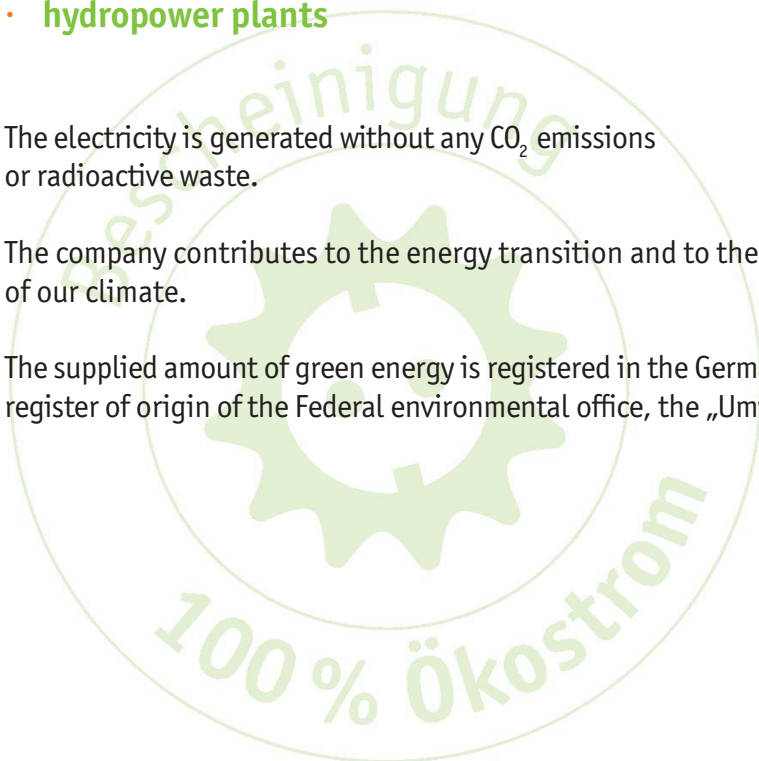 · hydropower plants
Bescheinigung
The electricity is generated without any CO₂ emissions
or radioactive waste.
The company contributes to the energy transition and to the
of our climate.
The supplied amount of green energy is registered in the
register of origin of the Federal environmental office, the
100 % Ökostrom